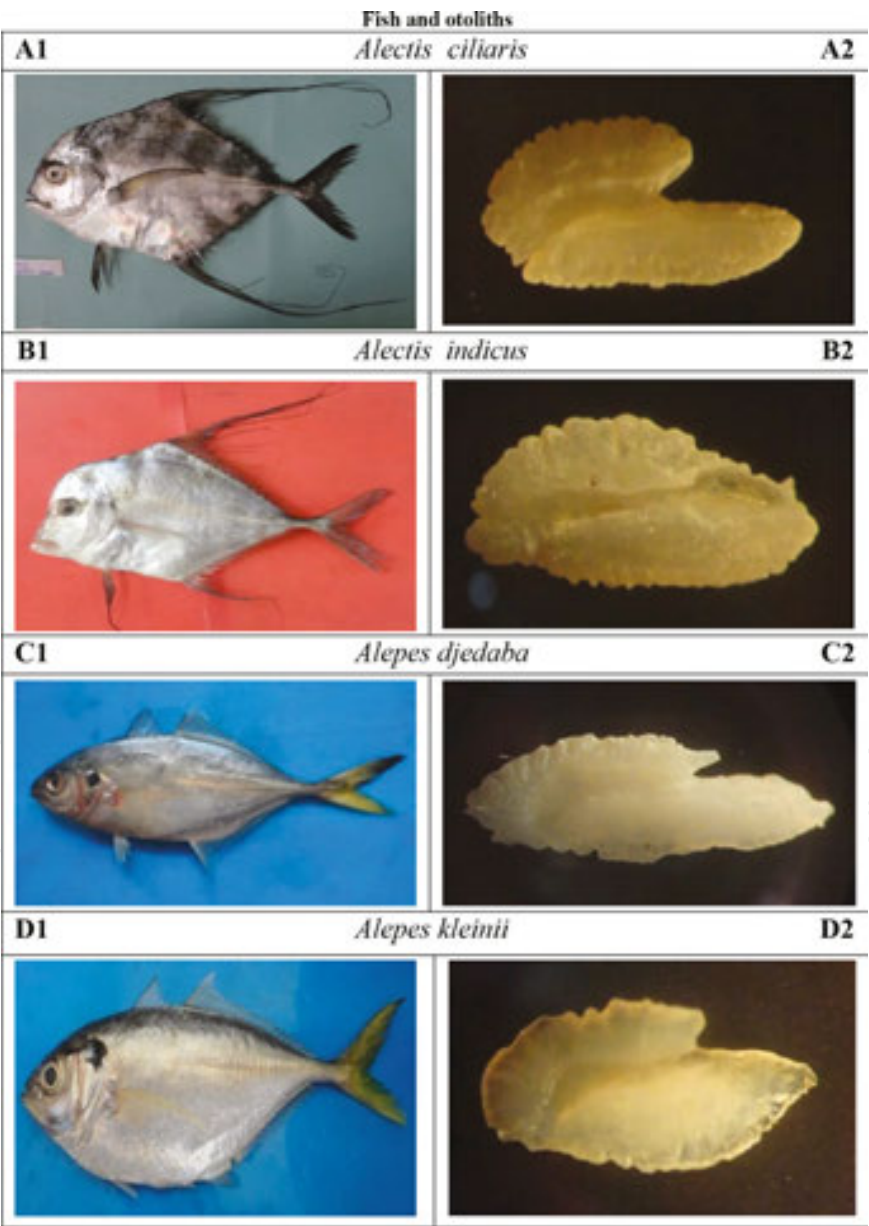 Fish and otoliths
A1 Alectis ciliaris A2
B1 Alectis indicus B2
C1 Alepes djedaba C2
D1 Alepes kleinii D2